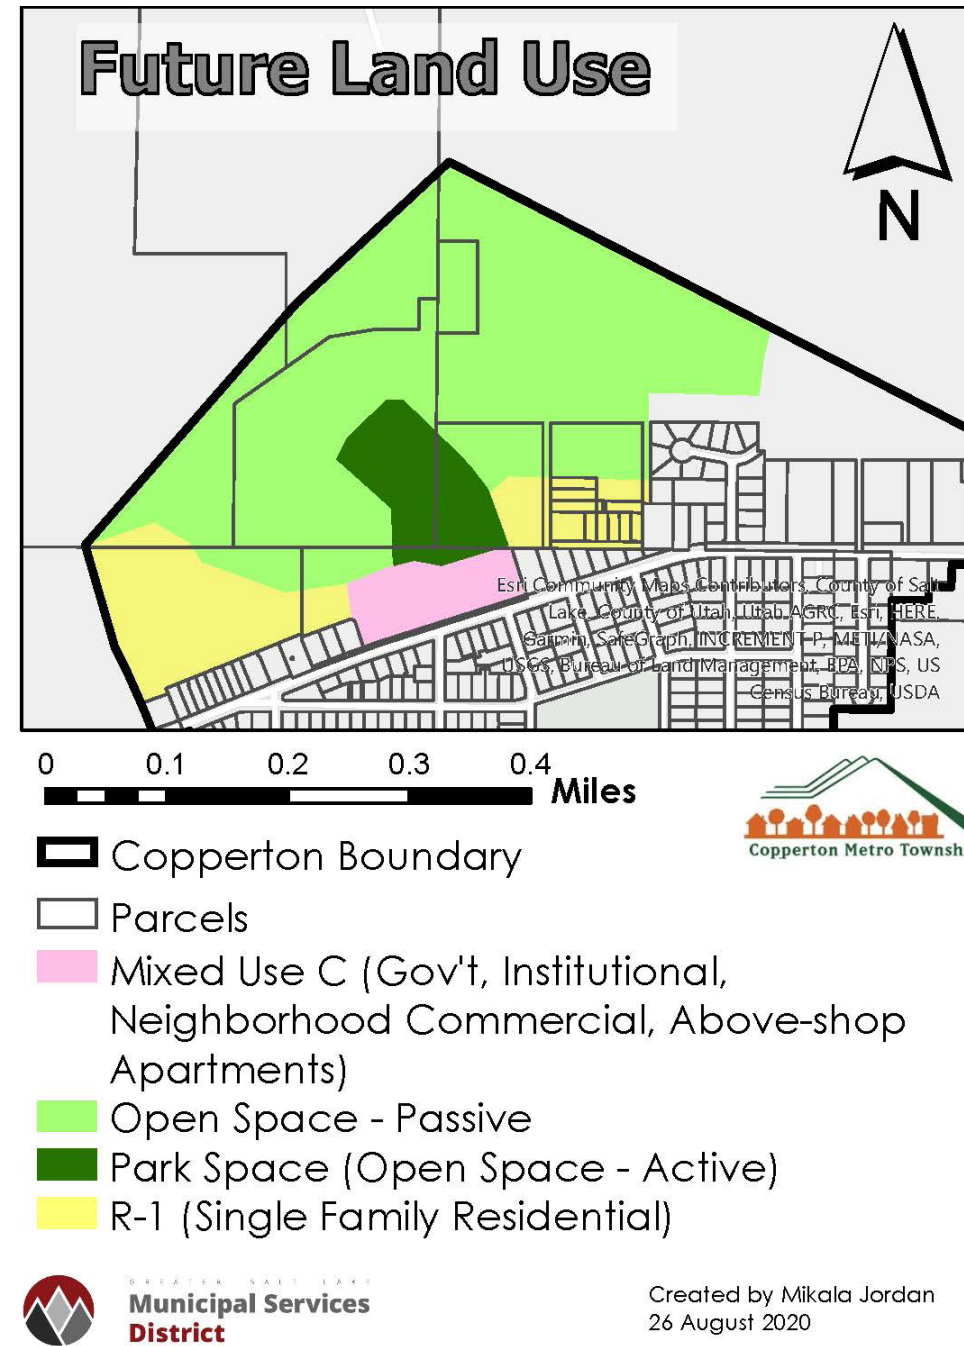 Future Land Use
N
Esri Community Maps Contributors, County of Salt
Lake, County of Utah, Utah AGRC, Esri, HERE,
Garmin, SafeGraph, INCREMENT P, METI/NASA,
USGS, Bureau of Land Management, EPA, NPS, US
Census Bureau, USDA
0 0.1 0.2 0.3 0.4
Miles
Copperton Metro Townsh
Copperton Boundary
Parcels
Mixed Use C (Gov't, Institutional,
Neighborhood Commercial, Above-shop
Apartments)
Open Space - Passive
Park Space (Open Space - Active)
R-1 (Single Family Residential)
GREATER SALT LAKE
Municipal Services
District
Created by Mikala Jordan
26 August 2020